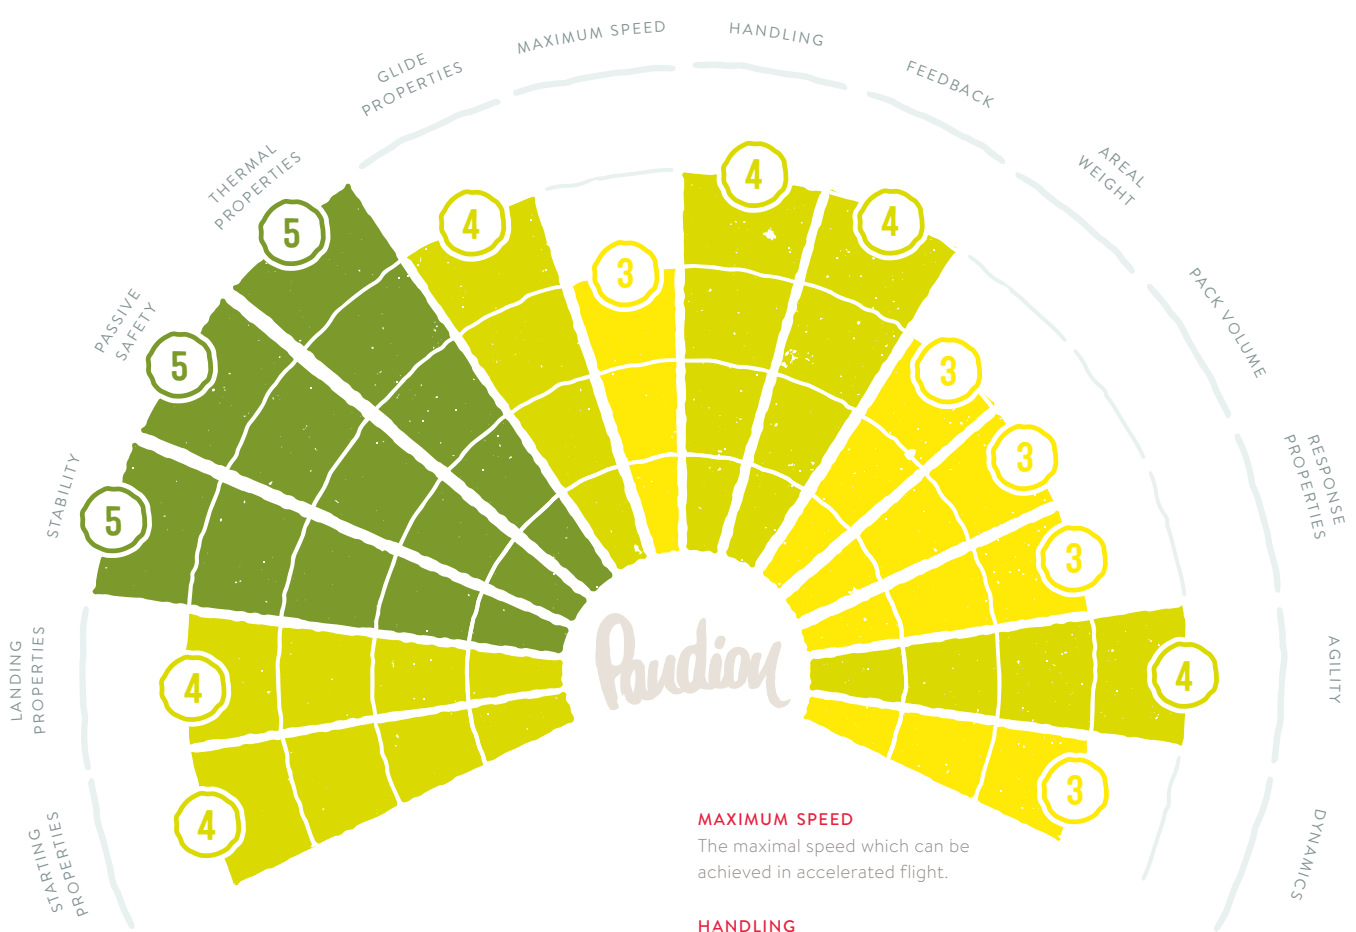 STARTING
PROPERTIES
4
LANDING
PROPERTIES
4
STABILITY
5
PASSIVE
SAFETY
5
THERMAL
PROPERTIES
5
GLIDE
PROPERTIES
4
MAXIMUM SPEED
3
HANDLING
4
FEEDBACK
4
AREAL
WEIGHT
3
PACK VOLUME
3
RESPONSE
PROPERTIES
3
AGILITY
4
DYNAMICS
3
Pandion
MAXIMUM SPEED
The maximal speed which can be
achieved in accelerated flight.
HANDLING